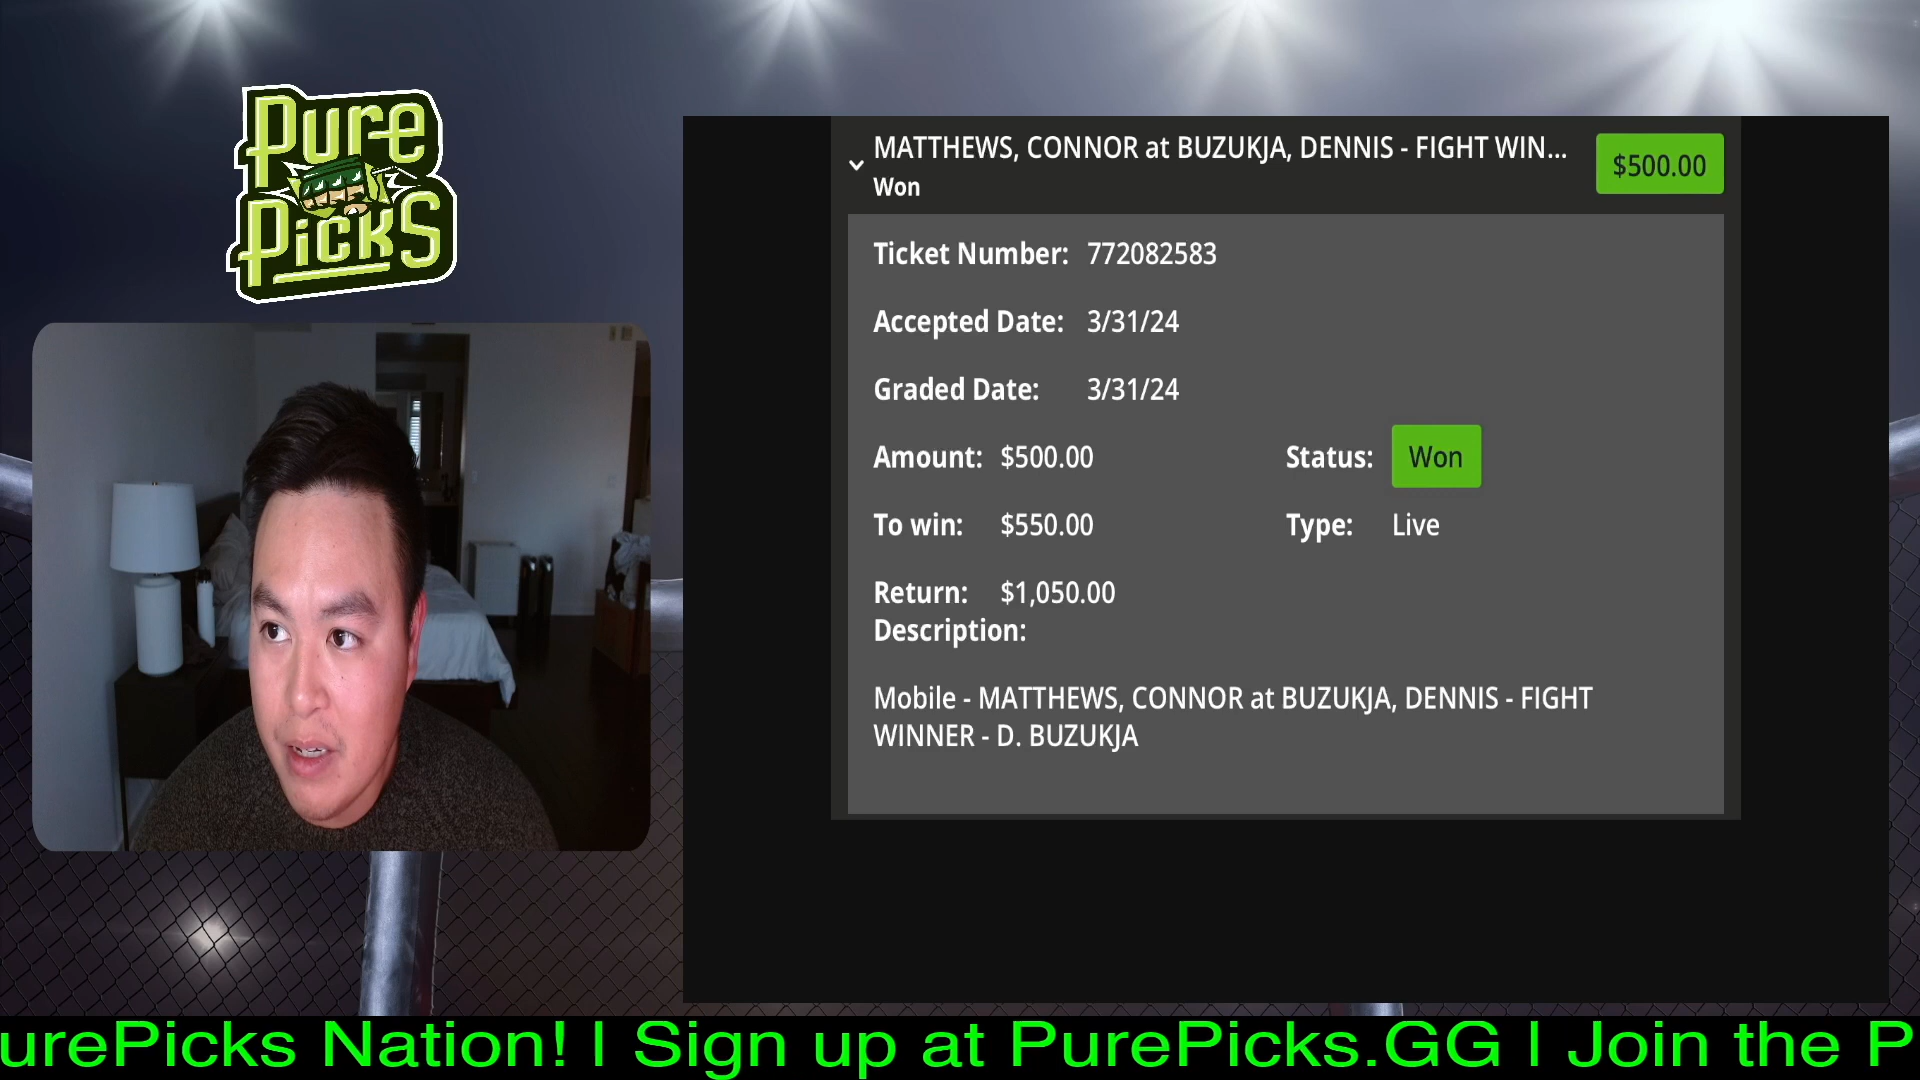 Pure
Picks
MATTHEWS, CONNOR at BUZUKJA, DENNIS - FIGHT WIN...
Won
$500.00
Ticket Number: 772082583
Accepted Date: 3/31/24
Graded Date: 3/31/24
Amount: $500.00 Status: Won
To win: $550.00 Type: Live
Return: $1,050.00
Description:
Mobile - MATTHEWS, CONNOR at BUZUKJA, DENNIS - FIGHT
WINNER - D. BUZUKJA
urePicks Nation! I Sign up at PurePicks.GG I Join the P